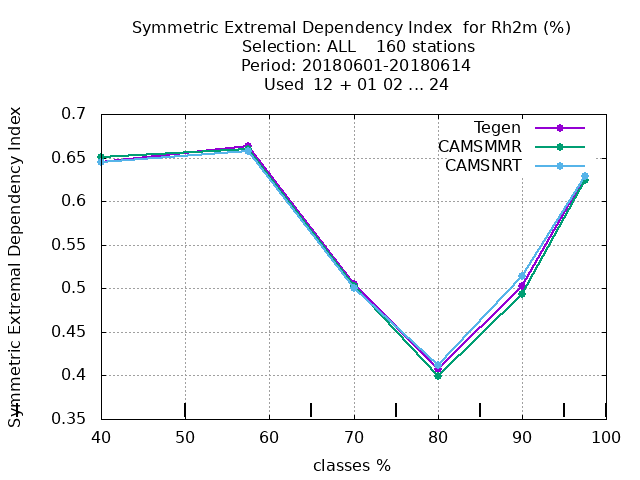 Symmetric Extremal Dependency Index for Rh2m (%)
Selection: ALL 160 stations
Period: 20180601-20180614
Used 12 + 01 02 ... 24
Symmetric Extremal Dependency Index
0.7
0.65
0.6
0.55
0.5
0.45
0.4
0.35
Tegen
CAMSMMR
CAMSNRT
40 50 60 70 80 90 100
classes %